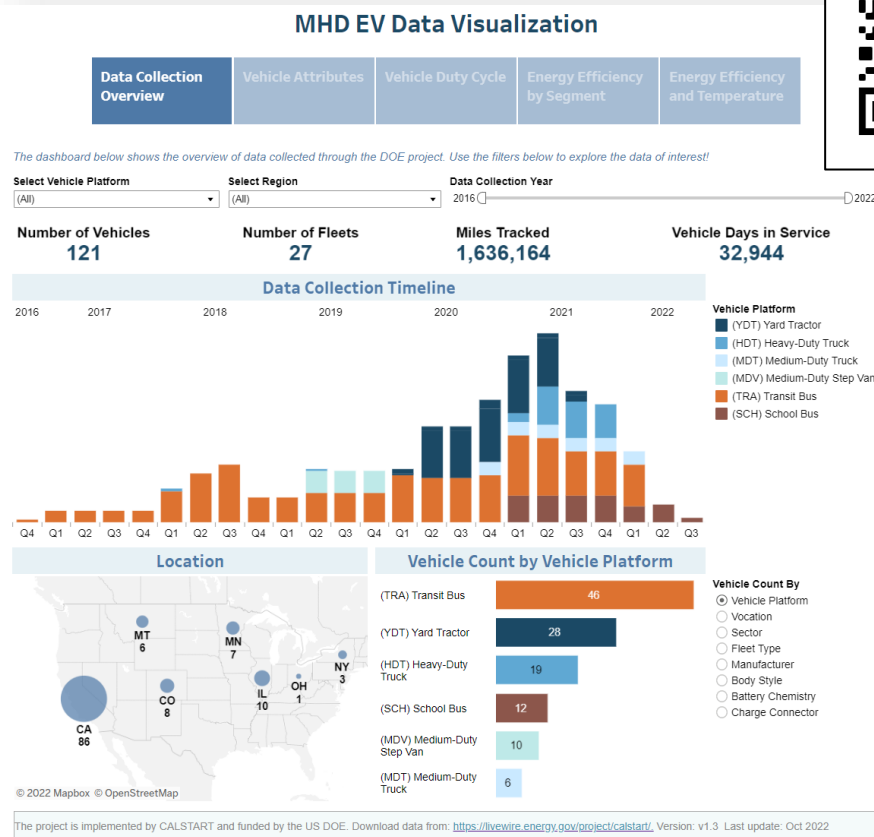 MHD EV Data Visualization
Data Collection
Overview
Vehicle Attributes
Vehicle Duty Cycle
Energy Efficiency
by Segment
Energy Efficiency
and Temperature
The dashboard below shows the overview of data collected through the DOE project. Use the filters below to explore the data of interest!
Select Vehicle Platform
(All)
Select Region
(All)
Data Collection Year
2016 2022
Number of Vehicles
121
Number of Fleets
27
Miles Tracked
1,636,164
Vehicle Days in Service
32,944
Data Collection Timeline
2016 2017 2018 2019 2020 2021 2022
Q4 Q1 Q2 Q3 Q4 Q1 Q2 Q3 Q4 Q1 Q2 Q3 Q4 Q1 Q2 Q3 Q4 Q1 Q2 Q3 Q4 Q1 Q2 Q3
Vehicle Platform
(YDT) Yard Tractor
(HDT) Heavy-Duty Truck
(MDT) Medium-Duty Truck
(MDV) Medium-Duty Step Van
(TRA) Transit Bus
(SCH) School Bus
Location
MT
6
MN
7
NY
3
CO
8
IL
10
OH
1
CA
86
© 2022 Mapbox © OpenStreetMap
Vehicle Count by Vehicle Platform
(TRA) Transit Bus 46
(YDT) Yard Tractor 28
(HDT) Heavy-Duty
Truck
19
(SCH) School Bus 12
(MDV) Medium-Duty
Step Van
10
(MDT) Medium-Duty
Truck
6
Vehicle Count By
Vehicle Platform
Vocation
Sector
Fleet Type
Manufacturer
Body Style
Battery Chemistry
Charge Connector
The project is implemented by CALSTART and funded by the US DOE. Download data from: https://livewire.energy.gov/project/calstart/. Version: v1.3 Last update: Oct 2022